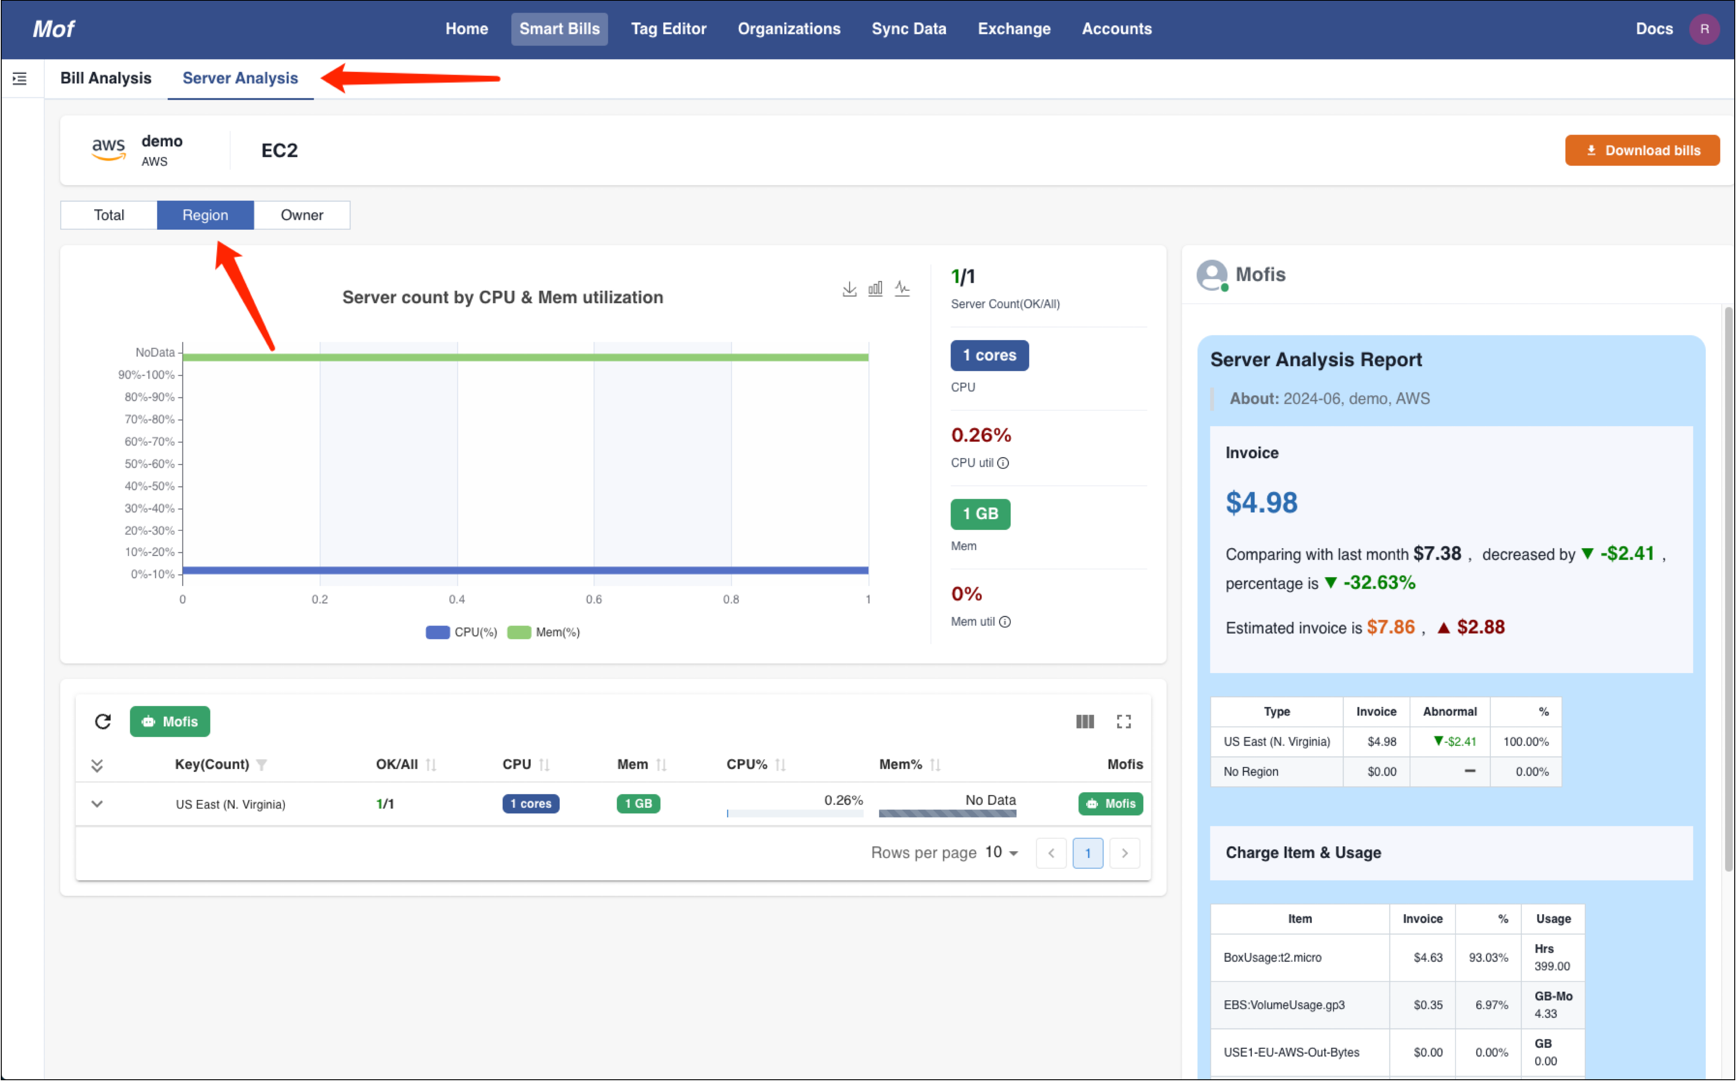 Mof
Home Smart Bills Tag Editor Organizations Sync Data Exchange Accounts
Docs R
Bill Analysis Server Analysis
aws
demo
AWS
EC2
Download bills
Total Region Owner
Server count by CPU & Mem utilization
NoData
90%-100%
80%-90%
70%-80%
60%-70%
50%-60%
40%-50%
30%-40%
20%-30%
10%-20%
0%-10%
0 0.2 0.4 0.6 0.8 1
CPU(%) Mem(%)
1/1
Server Count(OK/All)
1 cores
CPU
0.26%
CPU util
1 GB
Mem
0%
Mem util
Mofis
Key(Count) OK/All CPU Mem CPU% Mem% Mofis
US East (N. Virginia) 1/1 1 cores 1 GB 0.26% No Data Mofis
Rows per page 10 < 1 >
Mofis
Server Analysis Report
About: 2024-06, demo, AWS
Invoice
$4.98
Comparing with last month $7.38 , decreased by ▼ -$2.41 ,
percentage is ▼ -32.63%
Estimated invoice is $7.86 , ▲ $2.88
Type Invoice Abnormal %
US East (N. Virginia) $4.98 ▼-$2.41 100.00%
No Region $0.00 – 0.00%
Charge Item & Usage
Item Invoice % Usage
BoxUsage:t2.micro $4.63 93.03% Hrs
399.00
EBS:VolumeUsage.gp3 $0.35 6.97% GB-Mo
4.33
USE1-EU-AWS-Out-Bytes $0.00 0.00% GB
0.00